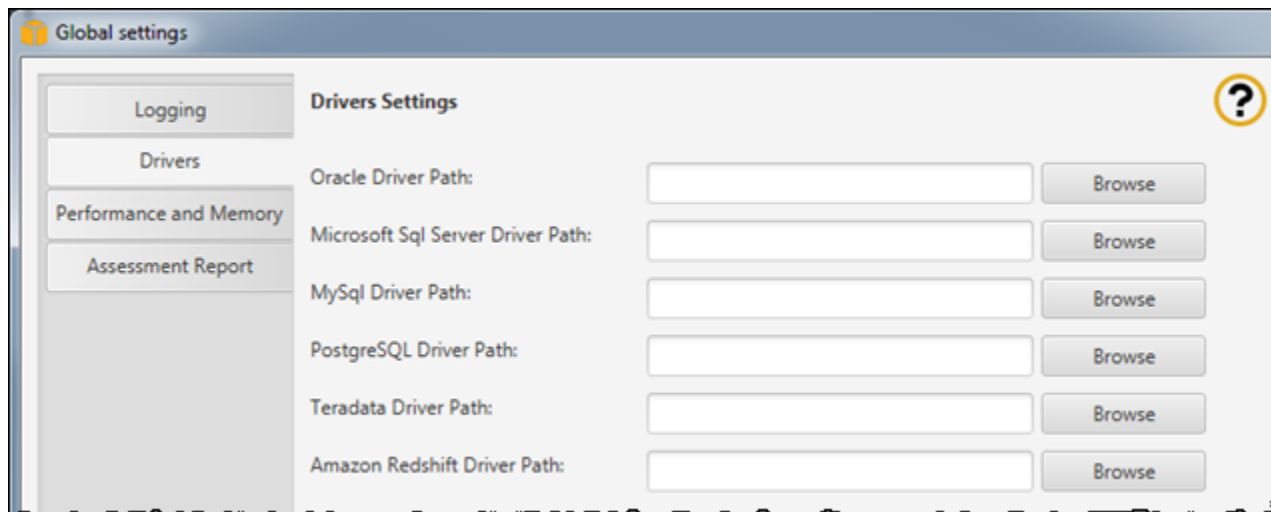 Global settings
Logging
Drivers
Performance and Memory
Assessment Report
Drivers Settings
?
Oracle Driver Path:
Browse
Microsoft Sql Server Driver Path:
Browse
MySql Driver Path:
Browse
PostgreSQL Driver Path:
Browse
Teradata Driver Path:
Browse
Amazon Redshift Driver Path:
Browse